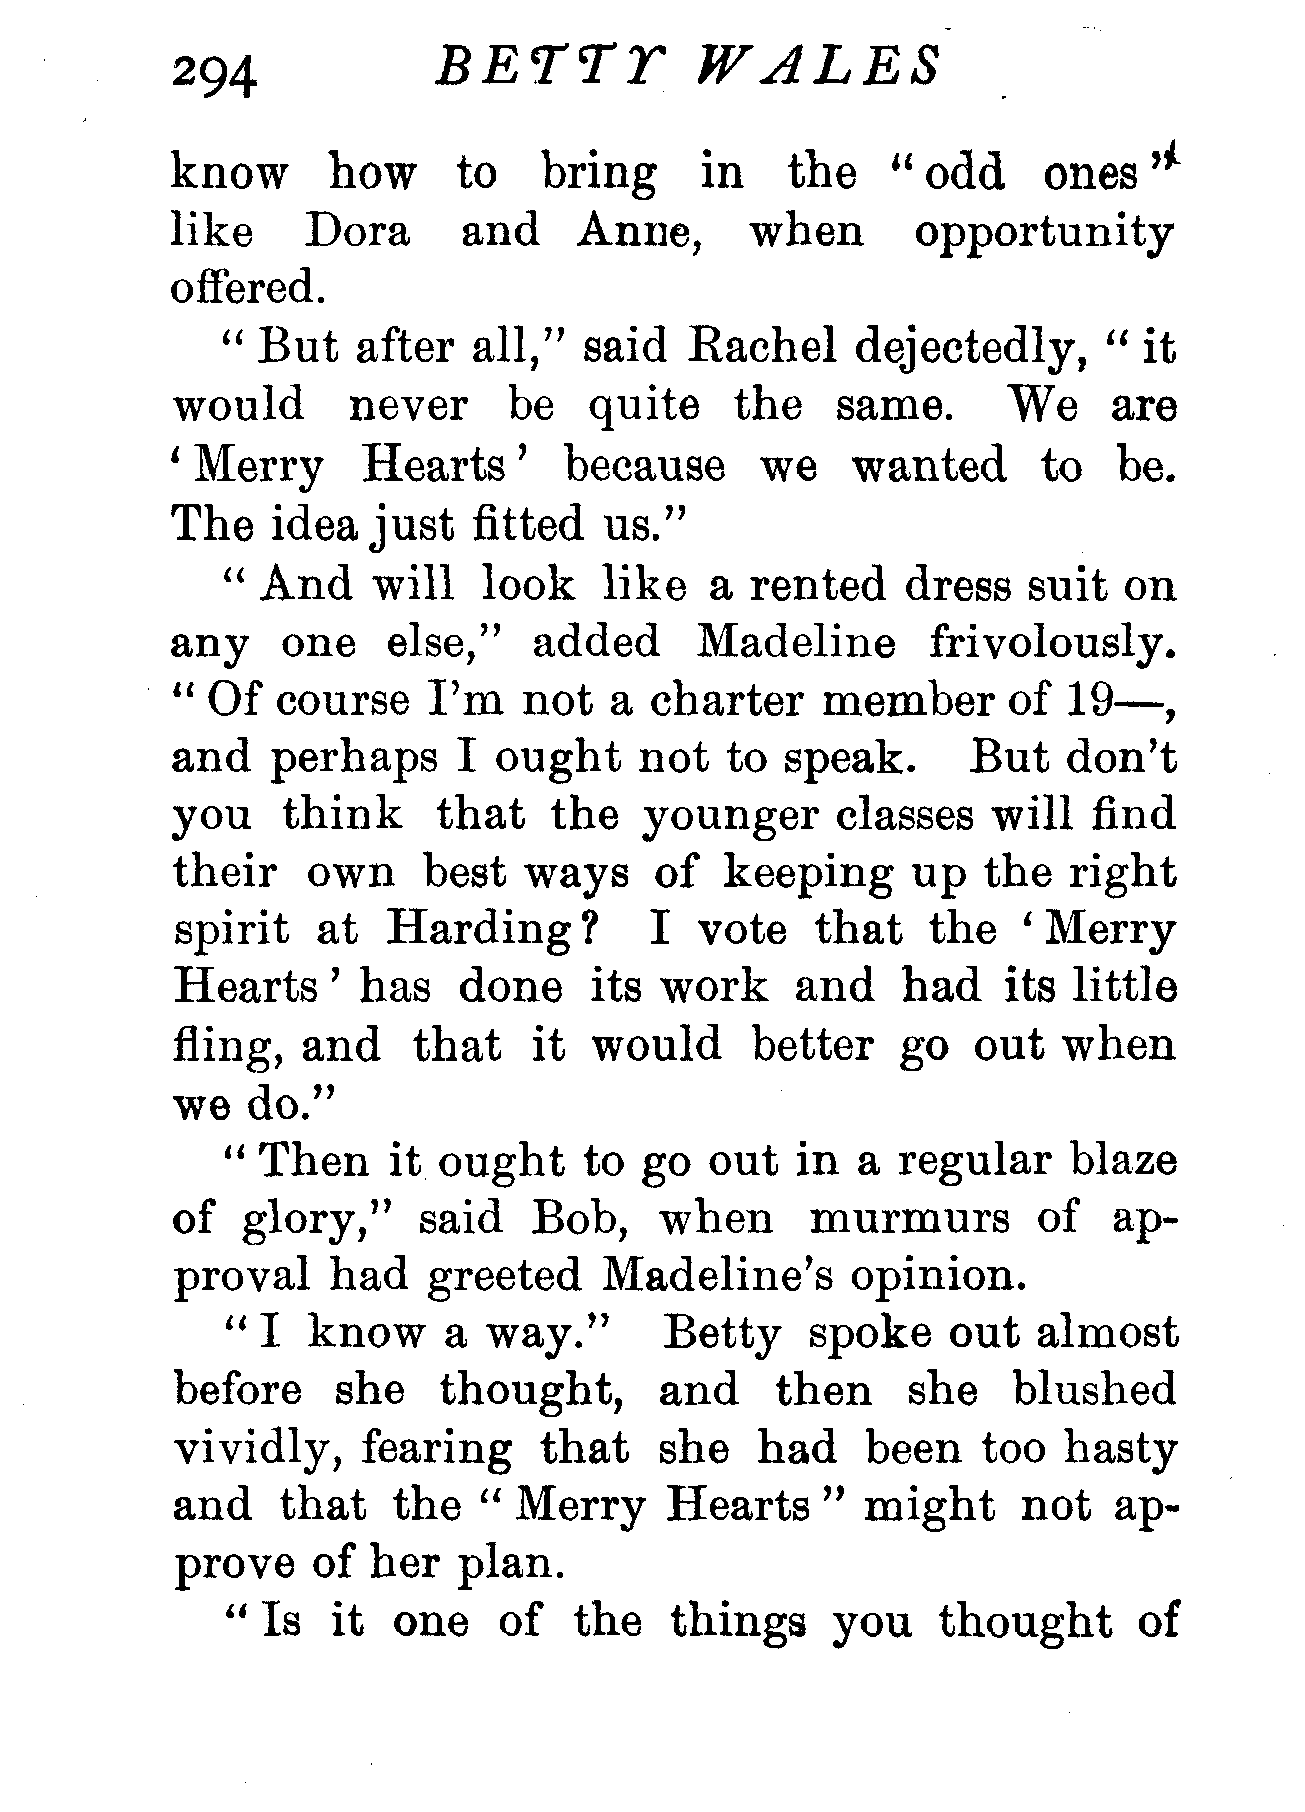 294 BETTY WALES
know how to bring in the " odd ones "
like Dora and Anne, when opportunity
offered.
" But after all," said Rachel dejectedly, " it
would never be quite the same. We are
' Merry Hearts ' because we wanted to be.
The idea just fitted us."
" And will look like a rented dress suit on
any one else," added Madeline frivolously.
" Of course I'm not a charter member of 19—,
and perhaps I ought not to speak. But don't
you think that the younger classes will find
their own best ways of keeping up the right
spirit at Harding? I vote that the ' Merry
Hearts ' has done its work and had its little
fling, and that it would better go out when
we do."
" Then it ought to go out in a regular blaze
of glory," said Bob, when murmurs of ap-
proval had greeted Madeline's opinion.
" I know a way." Betty spoke out almost
before she thought, and then she blushed
vividly, fearing that she had been too hasty
and that the " Merry Hearts " might not ap-
prove of her plan.
" Is it one of the things you thought of